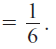 = 1/6.